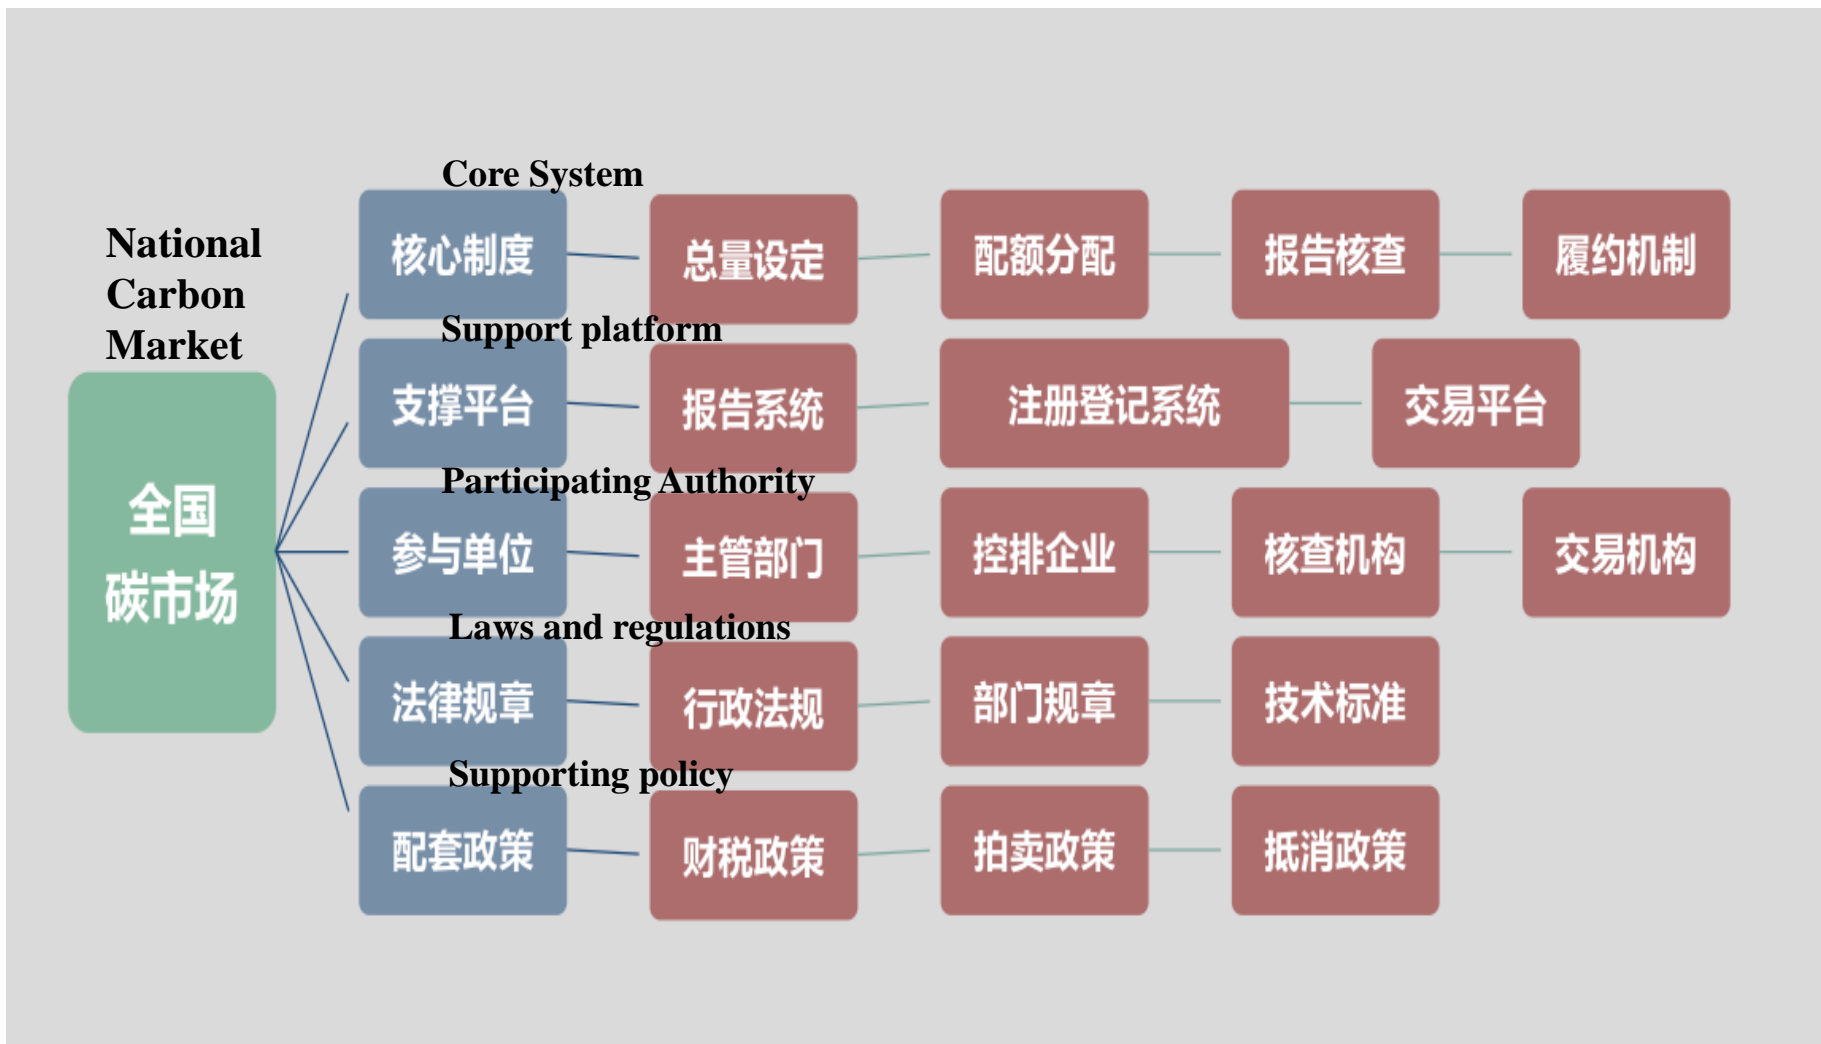 National
Carbon
Market
全国
碳市场
Core System
核心制度
总量设定
配额分配
报告核查
履约机制
Support platform
支撑平台
报告系统
注册登记系统
交易平台
Participating Authority
参与单位
主管部门
控排企业
核查机构
交易机构
Laws and regulations
法律规章
行政法规
部门规章
技术标准
Supporting policy
配套政策
财税政策
拍卖政策
抵消政策